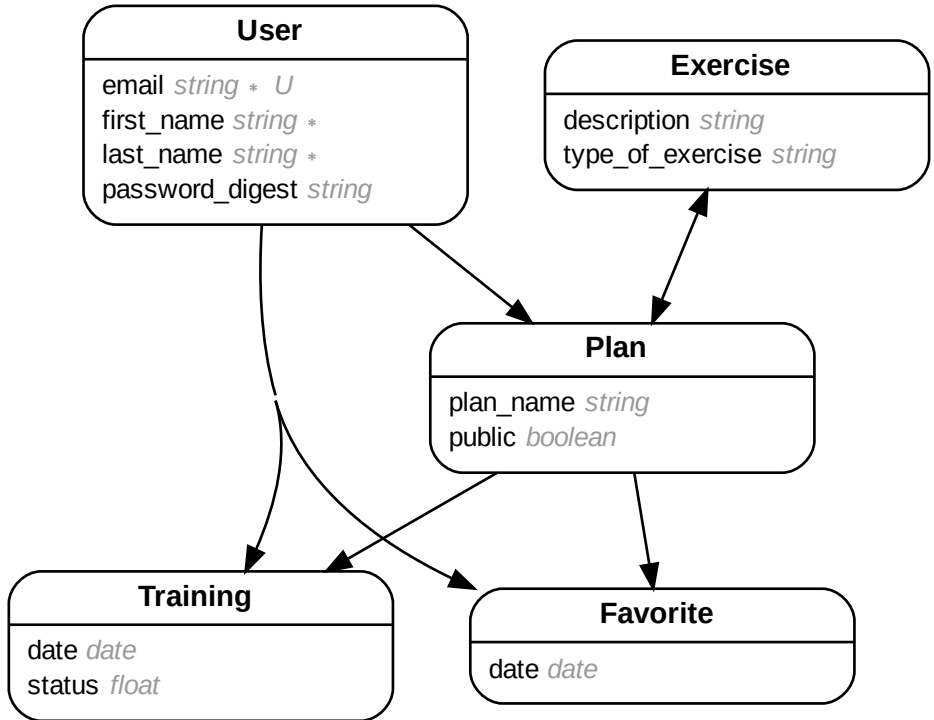 User
email string * U
first_name string *
last_name string *
password_digest string
Exercise
description string
type_of_exercise string
Plan
plan_name string
public boolean
Training
date date
status float
Favorite
date date